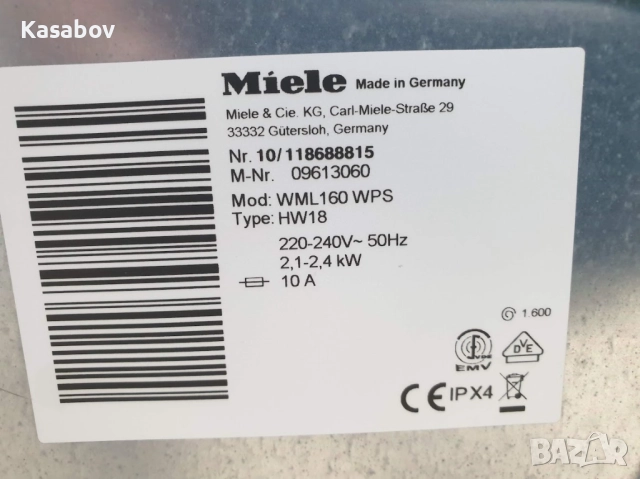 Kasabov
Miele Made in Germany
Miele & Cie. KG, Carl-Miele-Straße 29
33332 Gütersloh, Germany
Nr. 10/118688815
M-Nr. 09613060
Mod: WML160 WPS
Type: HW18
220-240V~ 50Hz
2,1-2,4 kW
10 A
1.600
EMV
DVE
CE IPX4
BAZAR